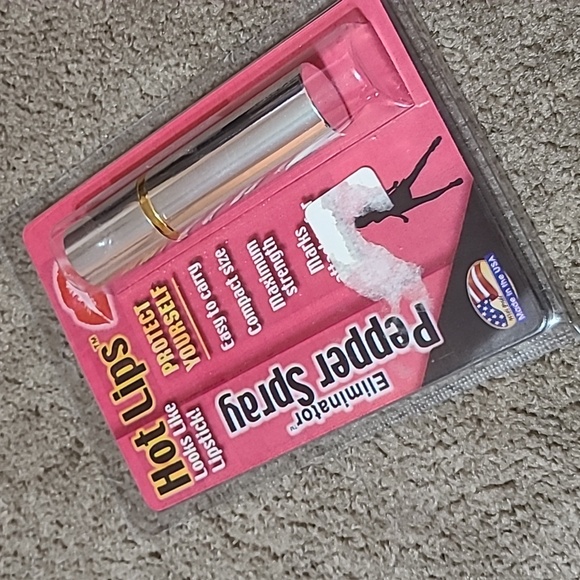 Hot Lips™
Looks Like
Lipstick!
PROTECT
YOURSELF
Easy to carry
Compact size
Maximum
strength
Marks
Eliminator™
Pepper Spray
Made in the USA